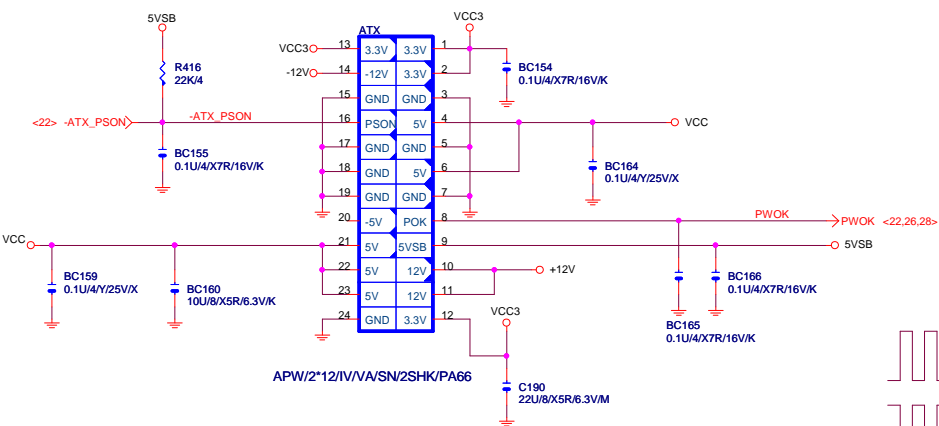 5VSB
VCC3
ATX
VCC3 13 3.3V 3.3V 1
R416
22K/4
-12V 14 -12V 3.3V 2
BC154
0.1U/4/X7R/16V/K
15 GND GND 3
<22> -ATX_PSON -ATX_PSON 16 PSON 5V 4 VCC
BC155
0.1U/4/X7R/16V/K
17 GND GND 5
18 GND 5V 6
BC164
0.1U/4/Y/25V/X
19 GND GND 7
20 -5V POK 8 PWOK PWOK <22,26,28>
VCC 21 5V 5VSB 9 5VSB
22 5V 12V 10 +12V
BC159
0.1U/4/Y/25V/X
BC160
10U/8/X5R/6.3V/K
BC166
0.1U/4/X7R/16V/K
23 5V 12V 11
24 GND 3.3V 12
VCC3
BC165
0.1U/4/X7R/16V/K
APW/2*12/IV/VA/SN/2SHK/PA66
C190
22U/8/X5R/6.3V/M